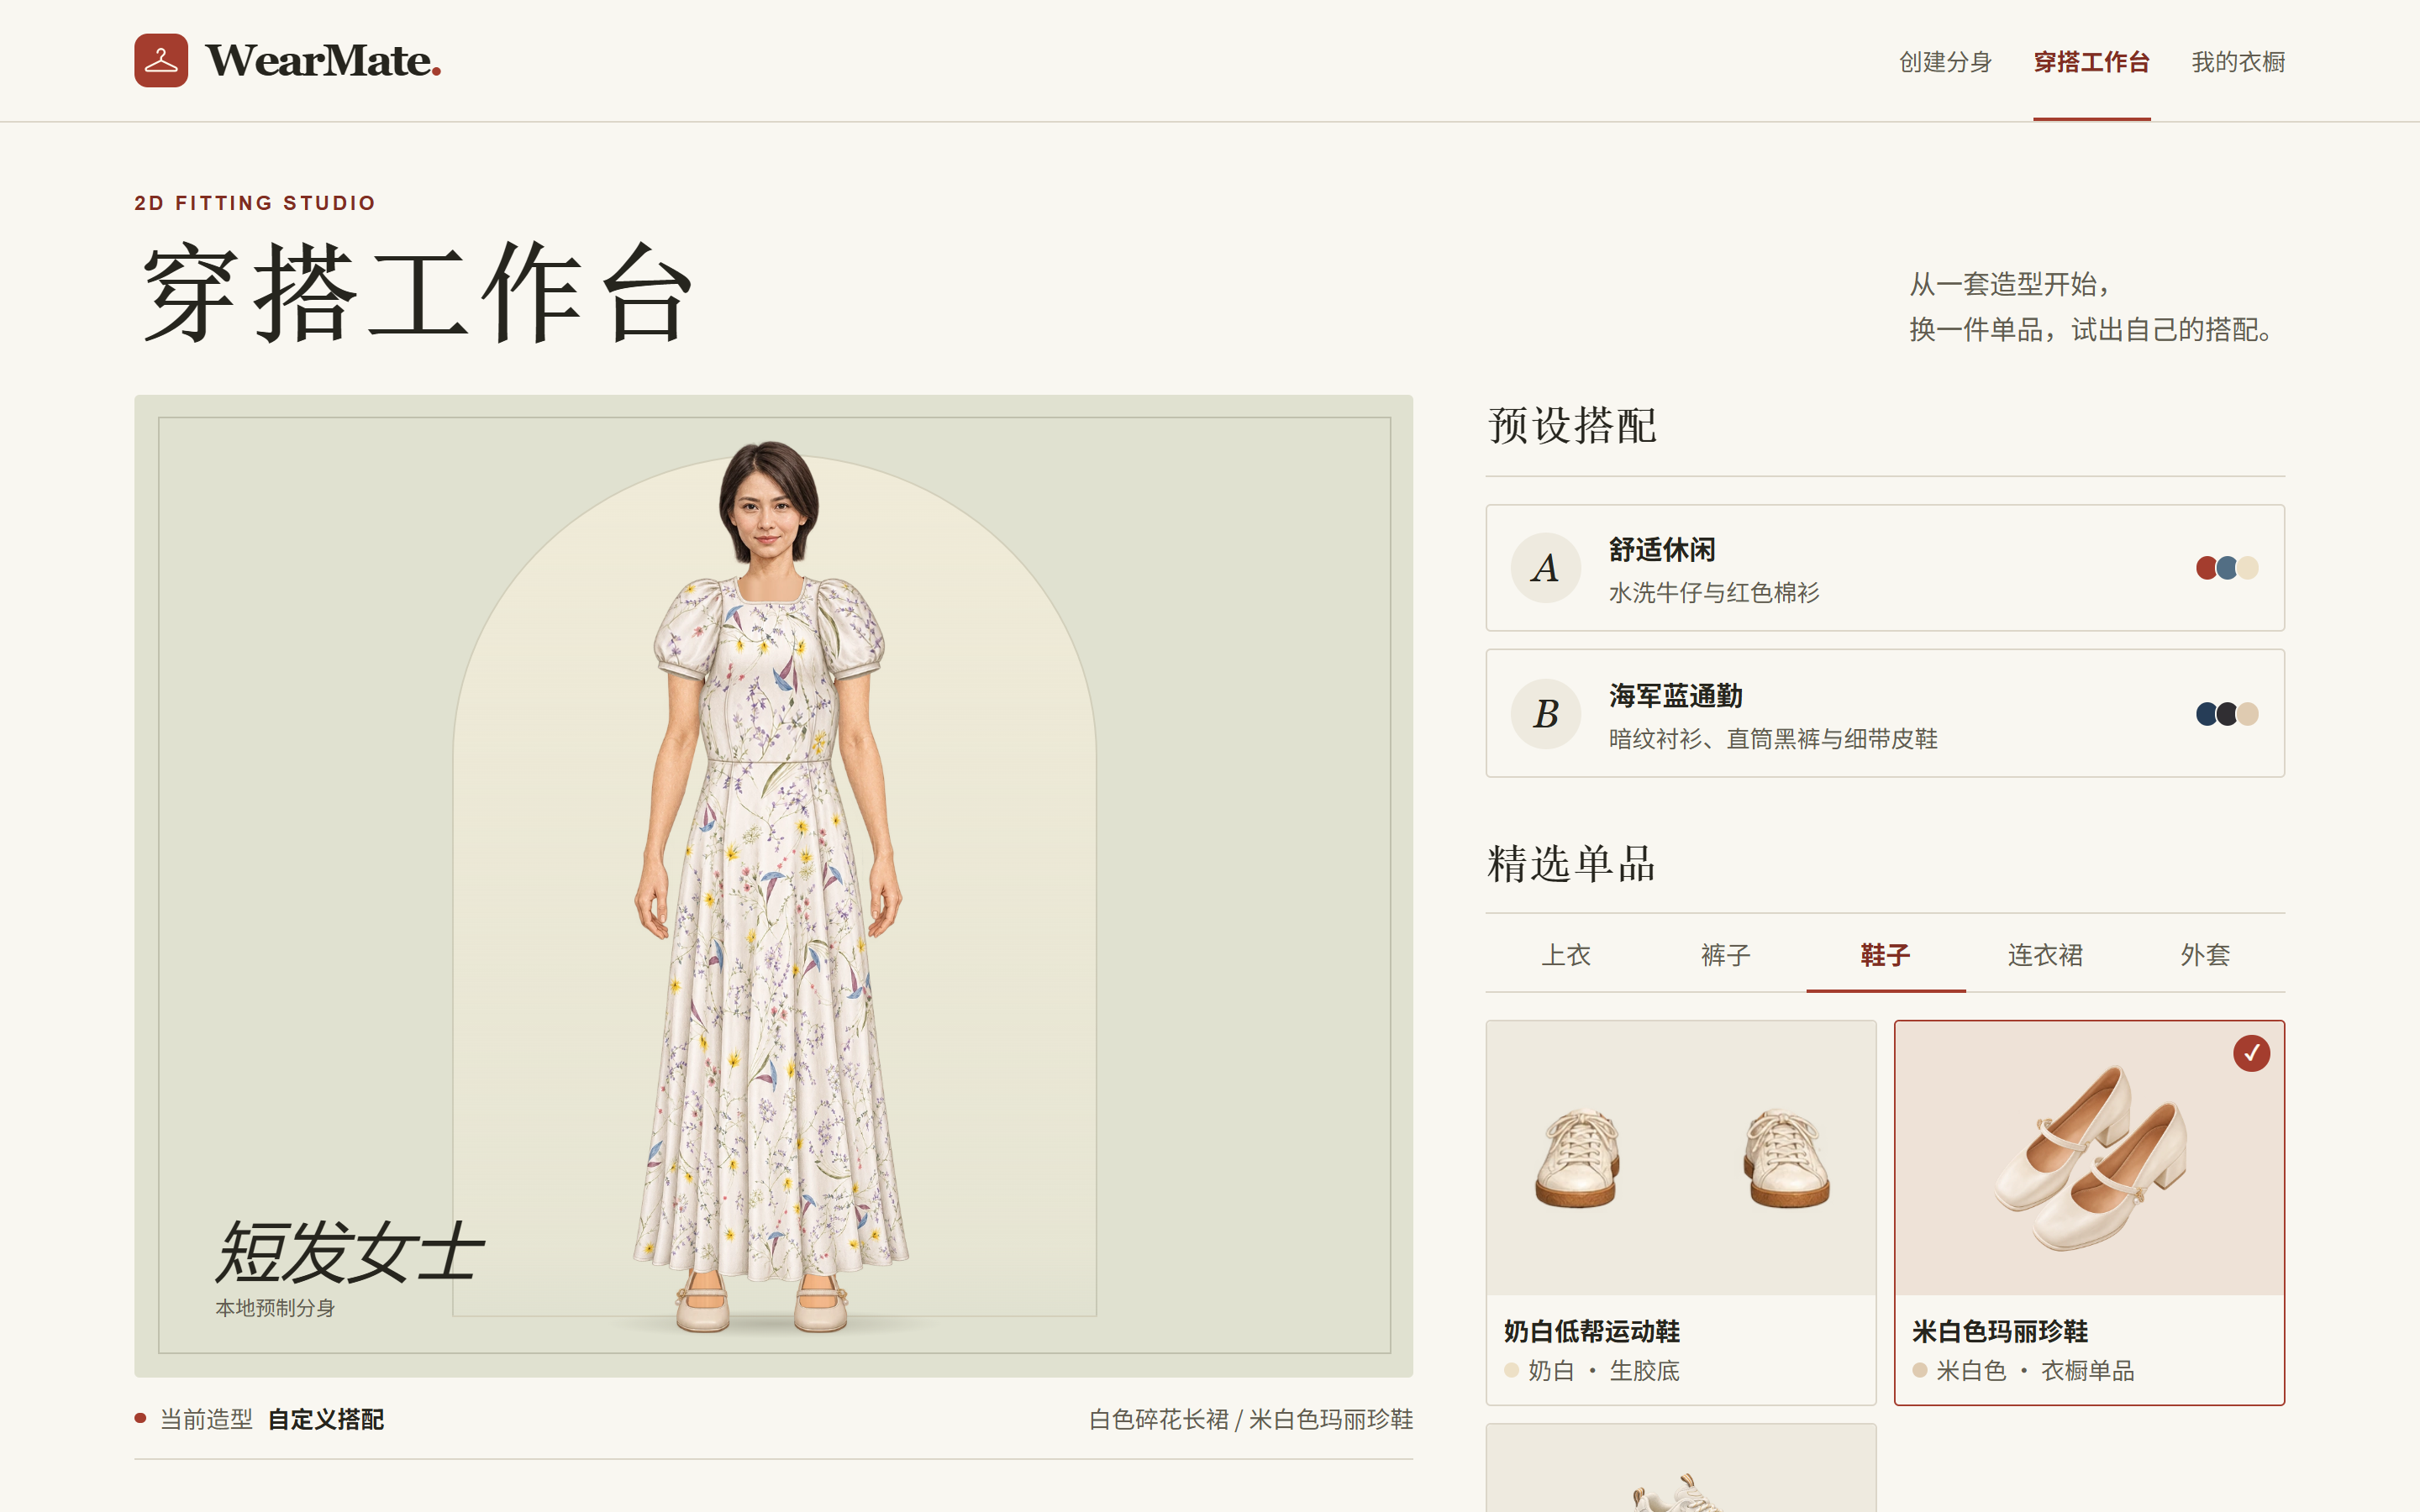 WearMate.
创建分身
穿搭工作台
我的衣橱
2D FITTING STUDIO
穿搭工作台
从一套造型开始，
换一件单品，试出自己的搭配。
短发女士
本地预制分身
当前造型 自定义搭配
白色碎花长裙 / 米白色玛丽珍鞋
预设搭配
A
舒适休闲
水洗牛仔与红色棉衫
B
海军蓝通勤
暗纹衬衫、直筒黑裤与细带皮鞋
精选单品
上衣
裤子
鞋子
连衣裙
外套
奶白低帮运动鞋
奶白 · 生胶底
米白色玛丽珍鞋
米白色 · 衣橱单品